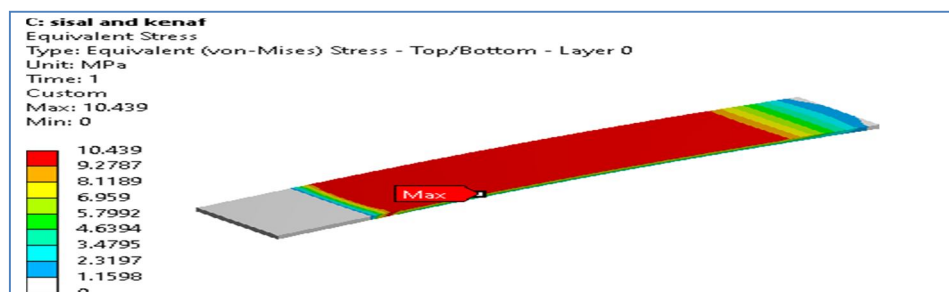 C: sisal and kenaf
Equivalent Stress
Type: Equivalent (von-Mises) Stress - Top/Bottom - Layer 0
Unit: MPa
Time: 1
Custom
Max: 10.439
Min: 0
10.439
9.2787
8.1189
6.959
5.7992
4.6394
3.4795
2.3197
1.1598
0
Max